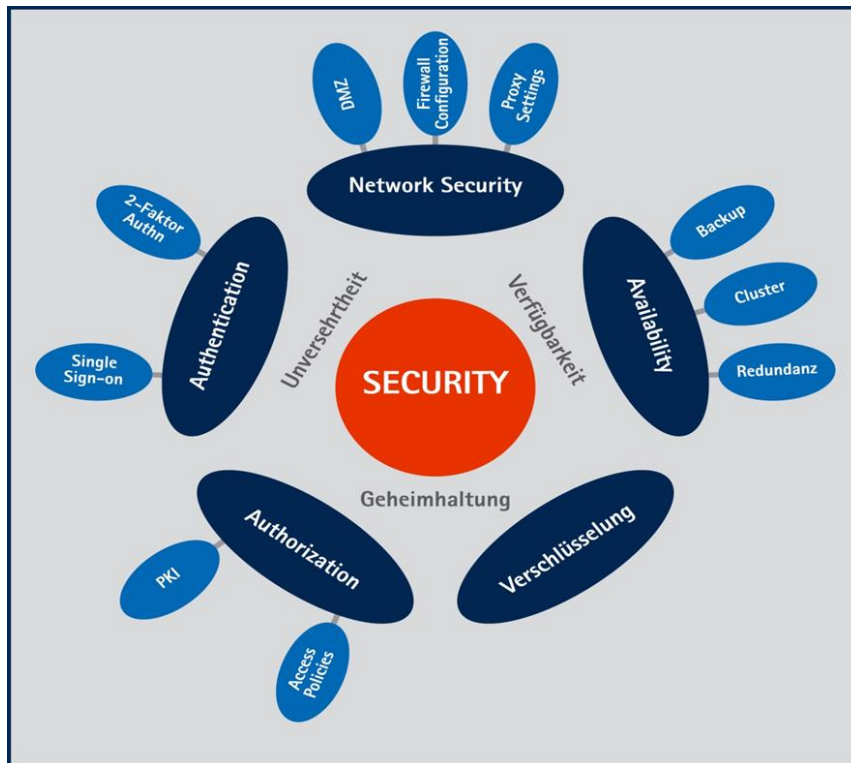 DMZ
Firewall
Configuration
Proxy
Settings
Network Security
2-Faktor
Authn
Single
Sign-on
Authentication
Unversehrtheit
SECURITY
Verfügbarkeit
Availability
Backup
Cluster
Redundanz
Geheimhaltung
Authorization
PKI
Access
Policies
Verschlüsselung